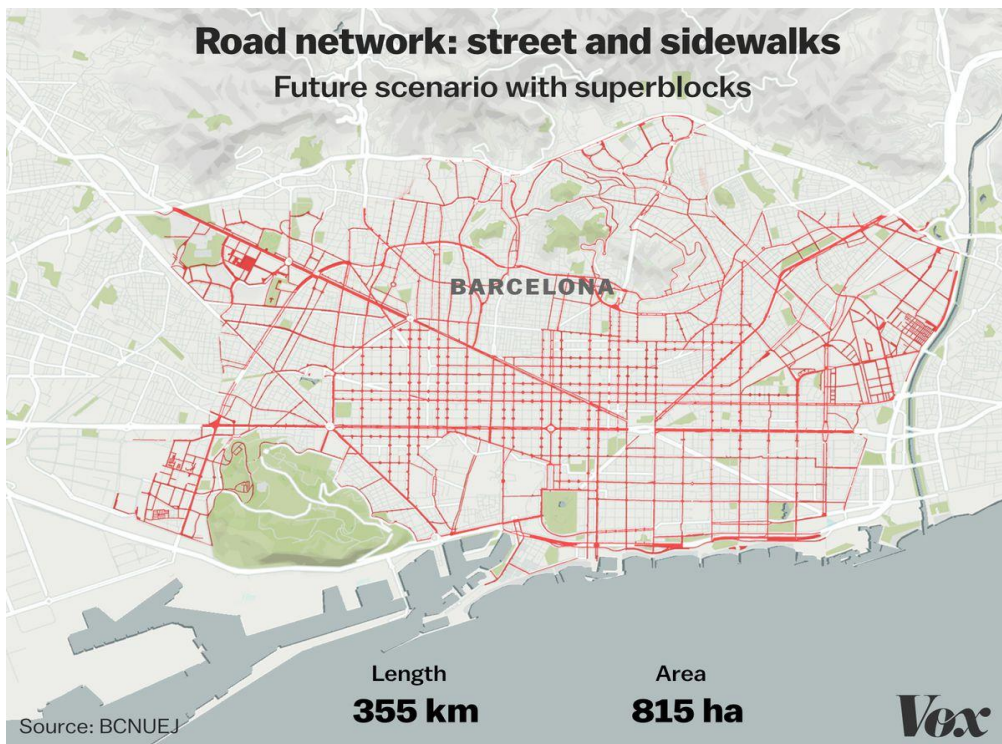 Road network: street and sidewalks
Future scenario with superblocks
BARCELONA
Length
355 km
Area
815 ha
Source: BCNUEJ
Vox